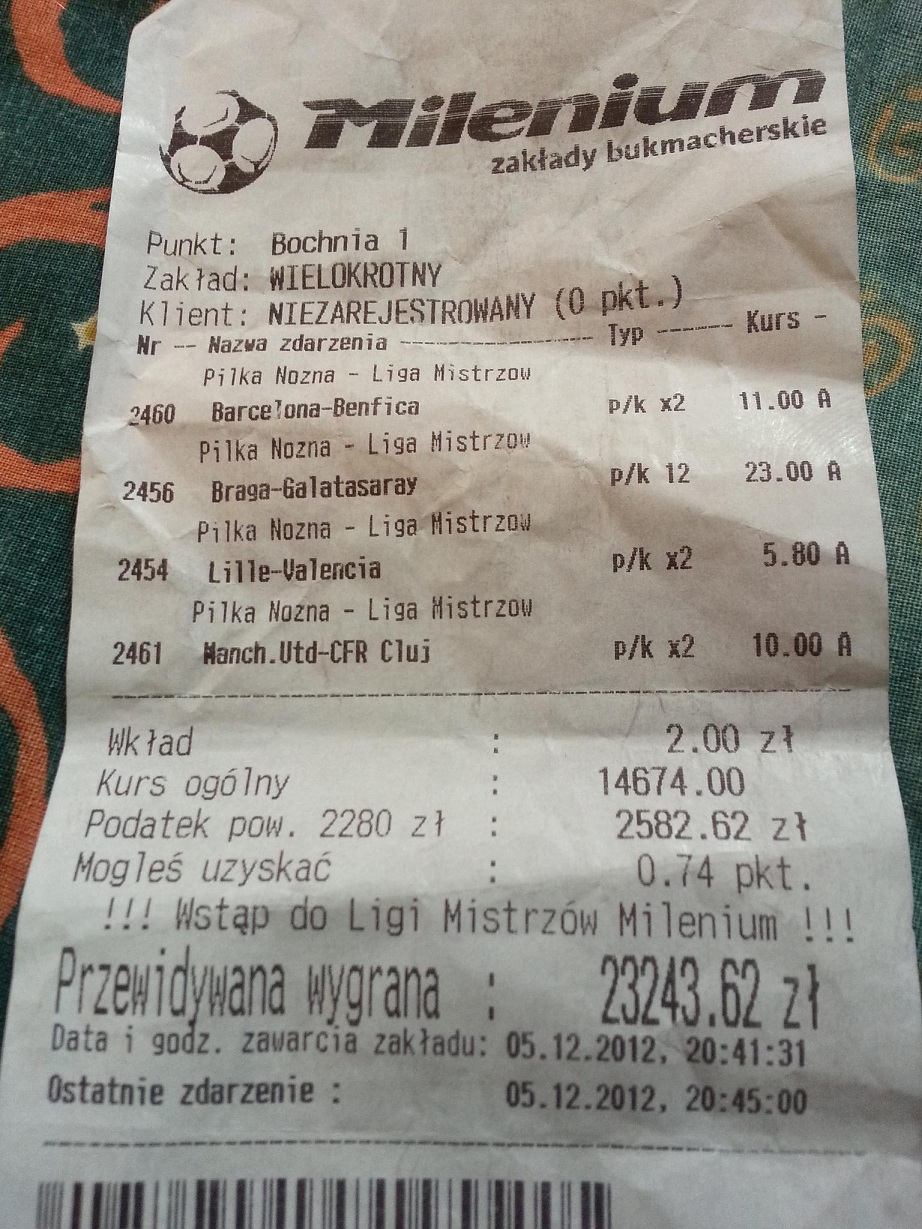 Milenium
zakłady bukmacherskie
Punkt: Bochnia 1
Zakład: WIELOKROTNY
Klient: NIEZAREJESTROWANY (0 pkt.)
Nr -- Nazwa zdarzenia ------------------------ Typ ------ Kurs -
Pilka Nozna - Liga Mistrzow
2460 Barcelona-Benfica p/k x2 11.00 A
Pilka Nozna - Liga Mistrzow
2456 Braga-Galatasaray p/k 12 23.00 A
Pilka Nozna - Liga Mistrzow
2454 Lille-Valencia p/k x2 5.80 A
Pilka Nozna - Liga Mistrzow
2461 Manch.Utd-CFR Cluj p/k x2 10.00 A
Wkład : 2.00 zł
Kurs ogólny : 14674.00
Podatek pow. 2280 zł : 2582.62 zł
Mogleś uzyskać : 0.74 pkt.
!!! Wstąp do Ligi Mistrzów Milenium !!!
Przewidywana wygrana : 23243.62 zł
Data i godz. zawarcia zakładu: 05.12.2012, 20:41:31
Ostatnie zdarzenie : 05.12.2012, 20:45:00